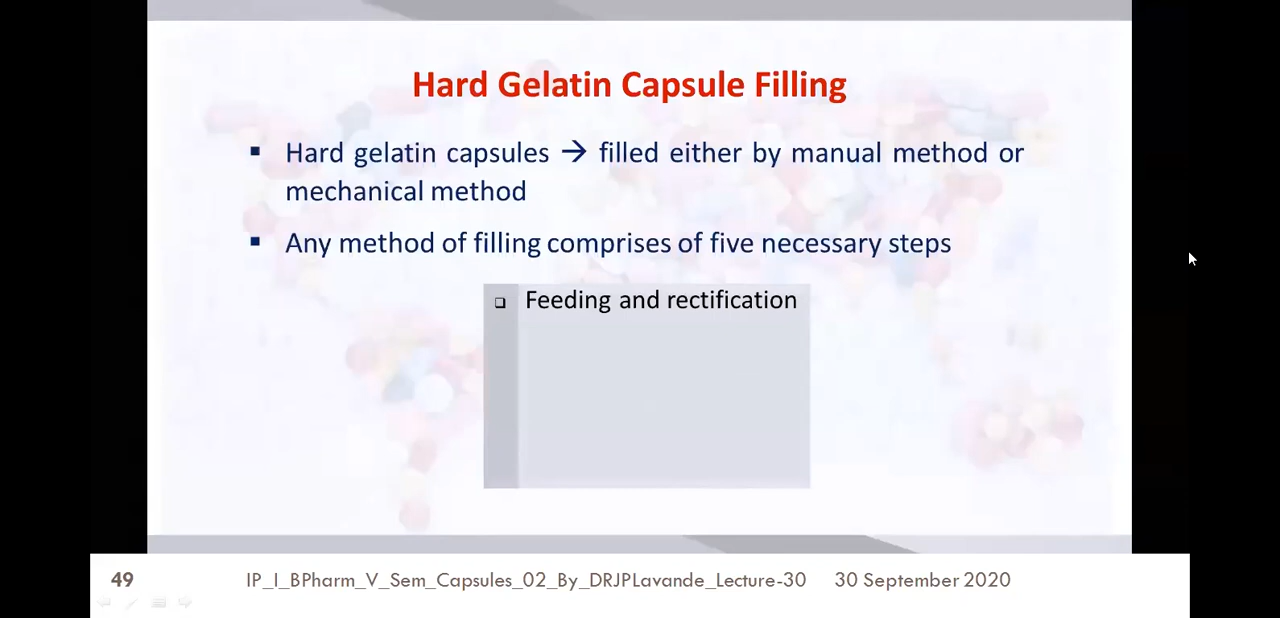 Hard Gelatin Capsule Filling
▪ Hard gelatin capsules → filled either by manual method or
mechanical method
▪ Any method of filling comprises of five necessary steps
❑ Feeding and rectification
49 IP_I_BPharm_V_Sem_Capsules_02_By_DRJPLavande_Lecture-30 30 September 2020